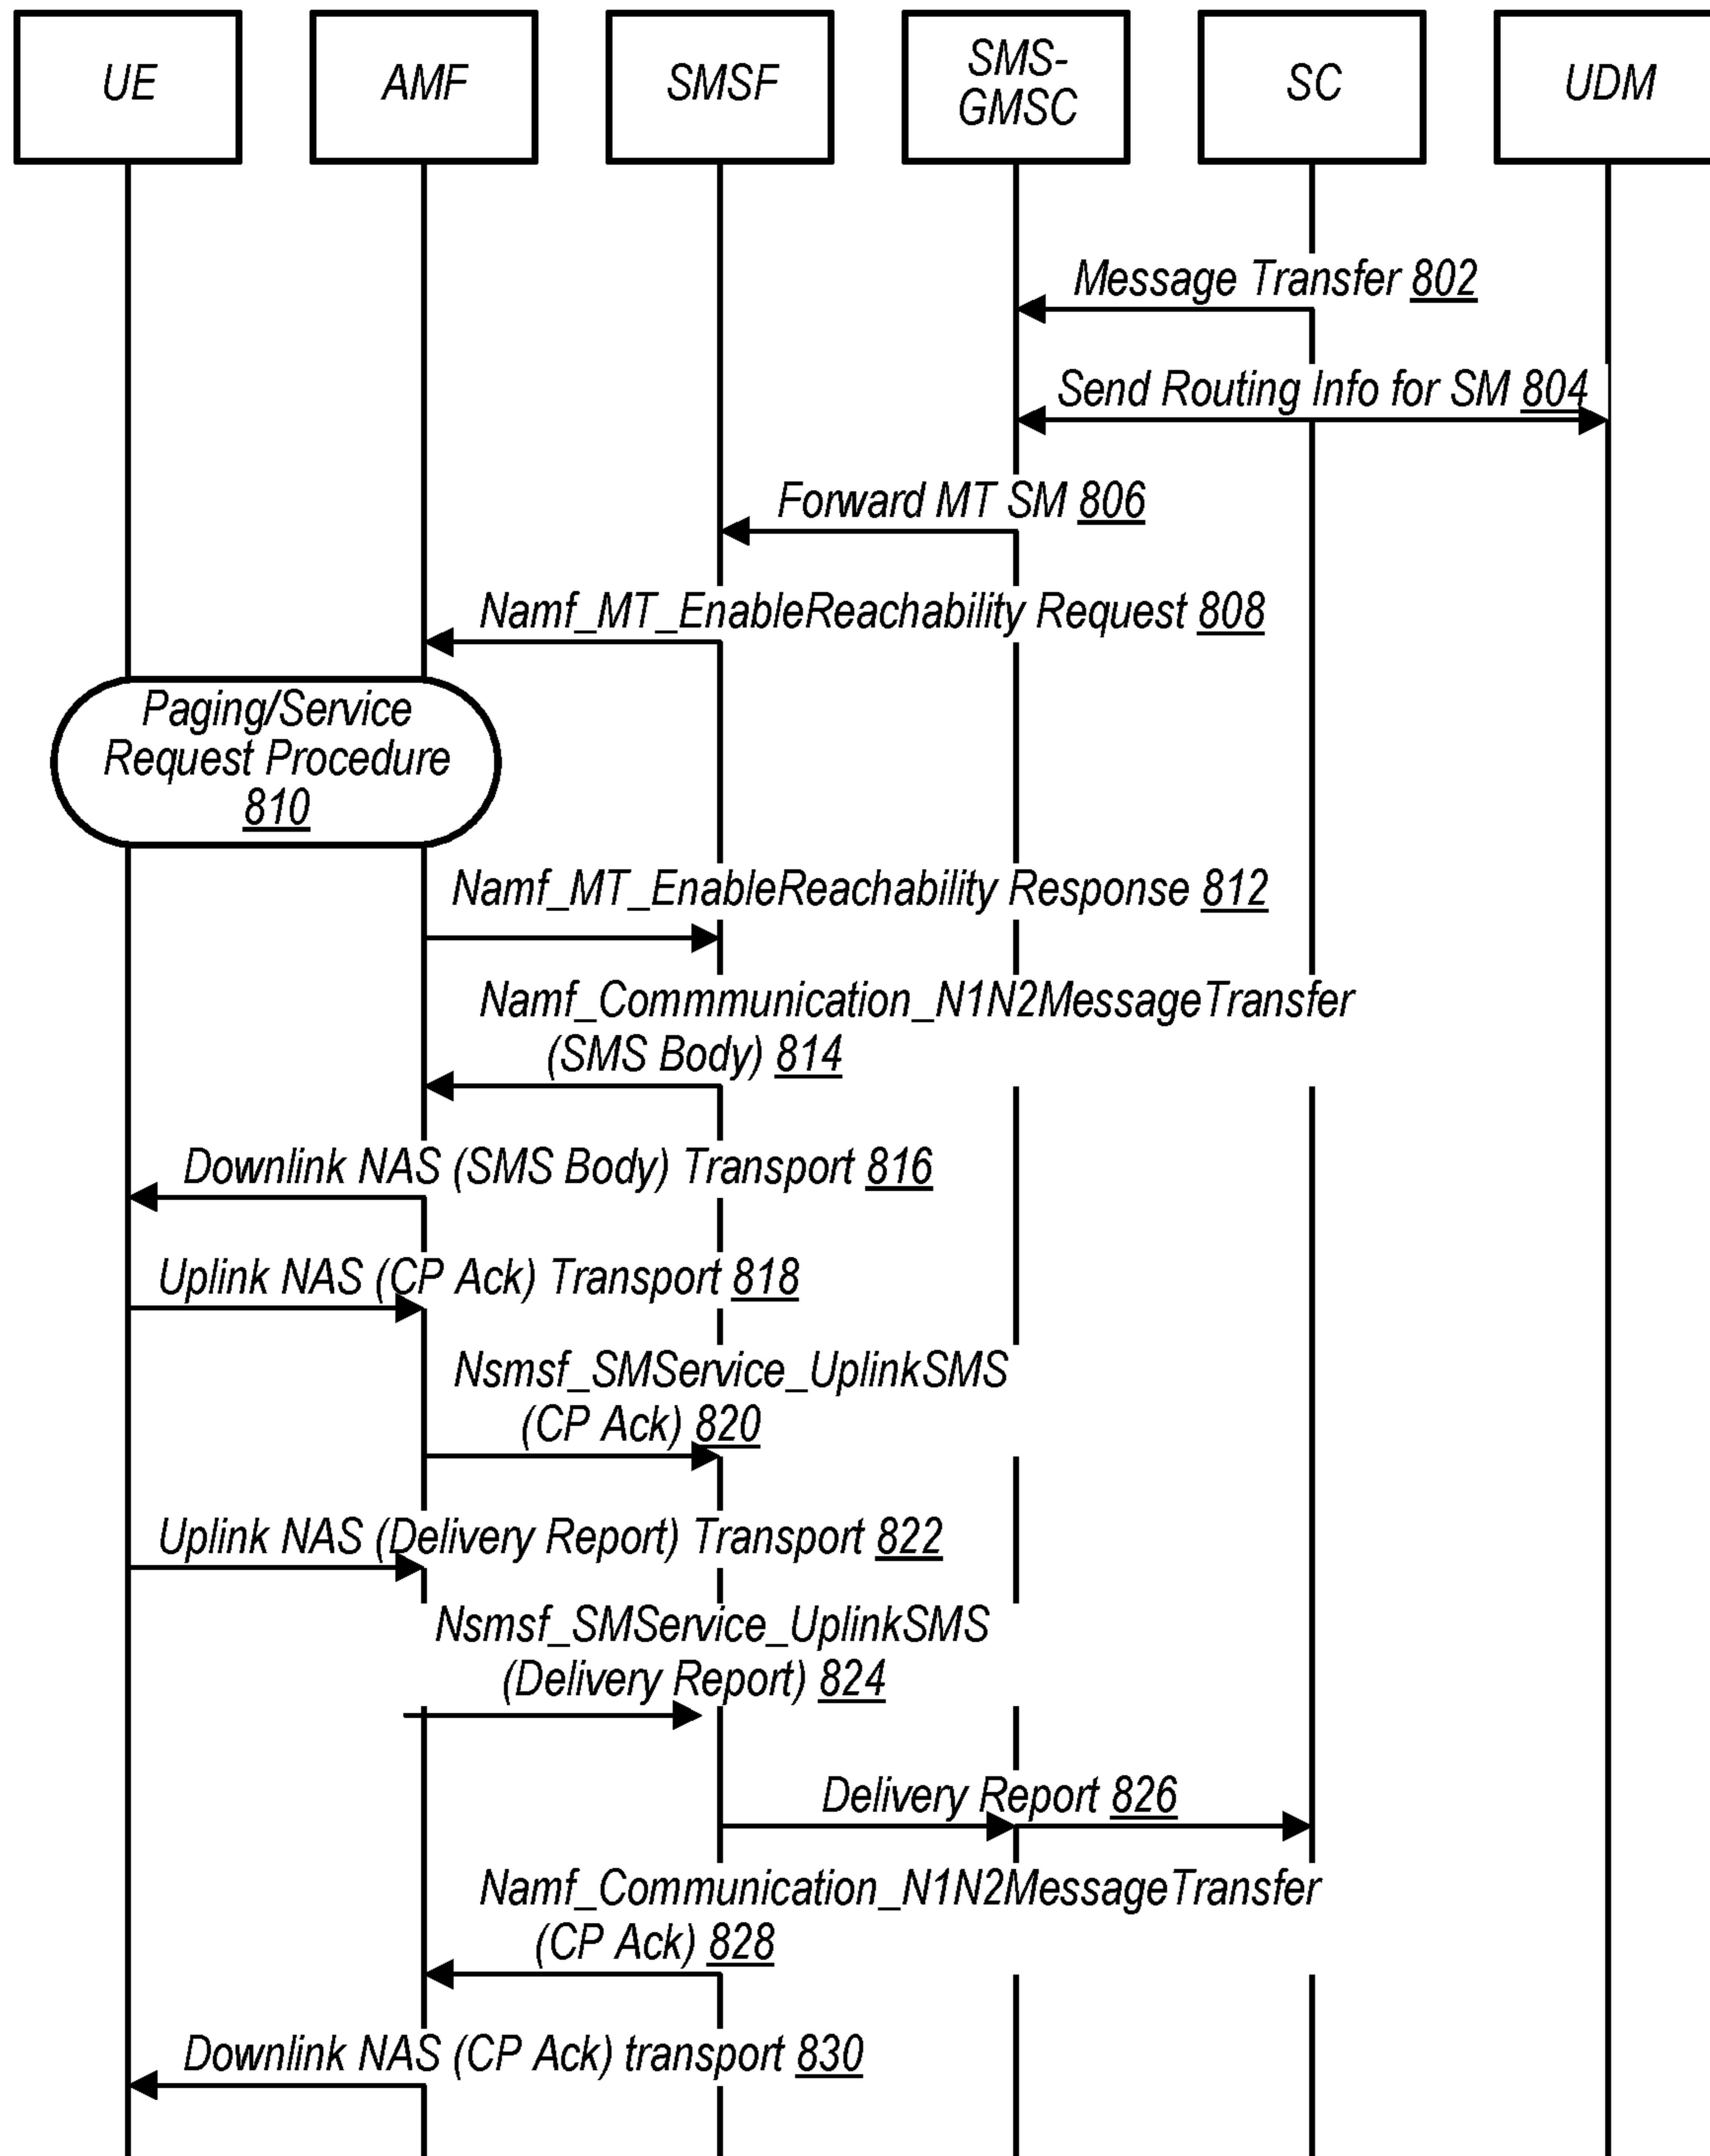 UE
AMF
SMSF
SMS-
GMSC
SC
UDM
Message Transfer 802
Send Routing Info for SM 804
Forward MT SM 806
Namf_MT_EnableReachability Request 808
Paging/Service
Request Procedure
810
Namf_MT_EnableReachability Response 812
Namf_Commmunication_N1N2MessageTransfer
(SMS Body) 814
Downlink NAS (SMS Body) Transport 816
Uplink NAS (CP Ack) Transport 818
Nsmsf_SMService_UplinkSMS
(CP Ack) 820
Uplink NAS (Delivery Report) Transport 822
Nsmsf_SMService_UplinkSMS
(Delivery Report) 824
Delivery Report 826
Namf_Communication_N1N2MessageTransfer
(CP Ack) 828
Downlink NAS (CP Ack) transport 830